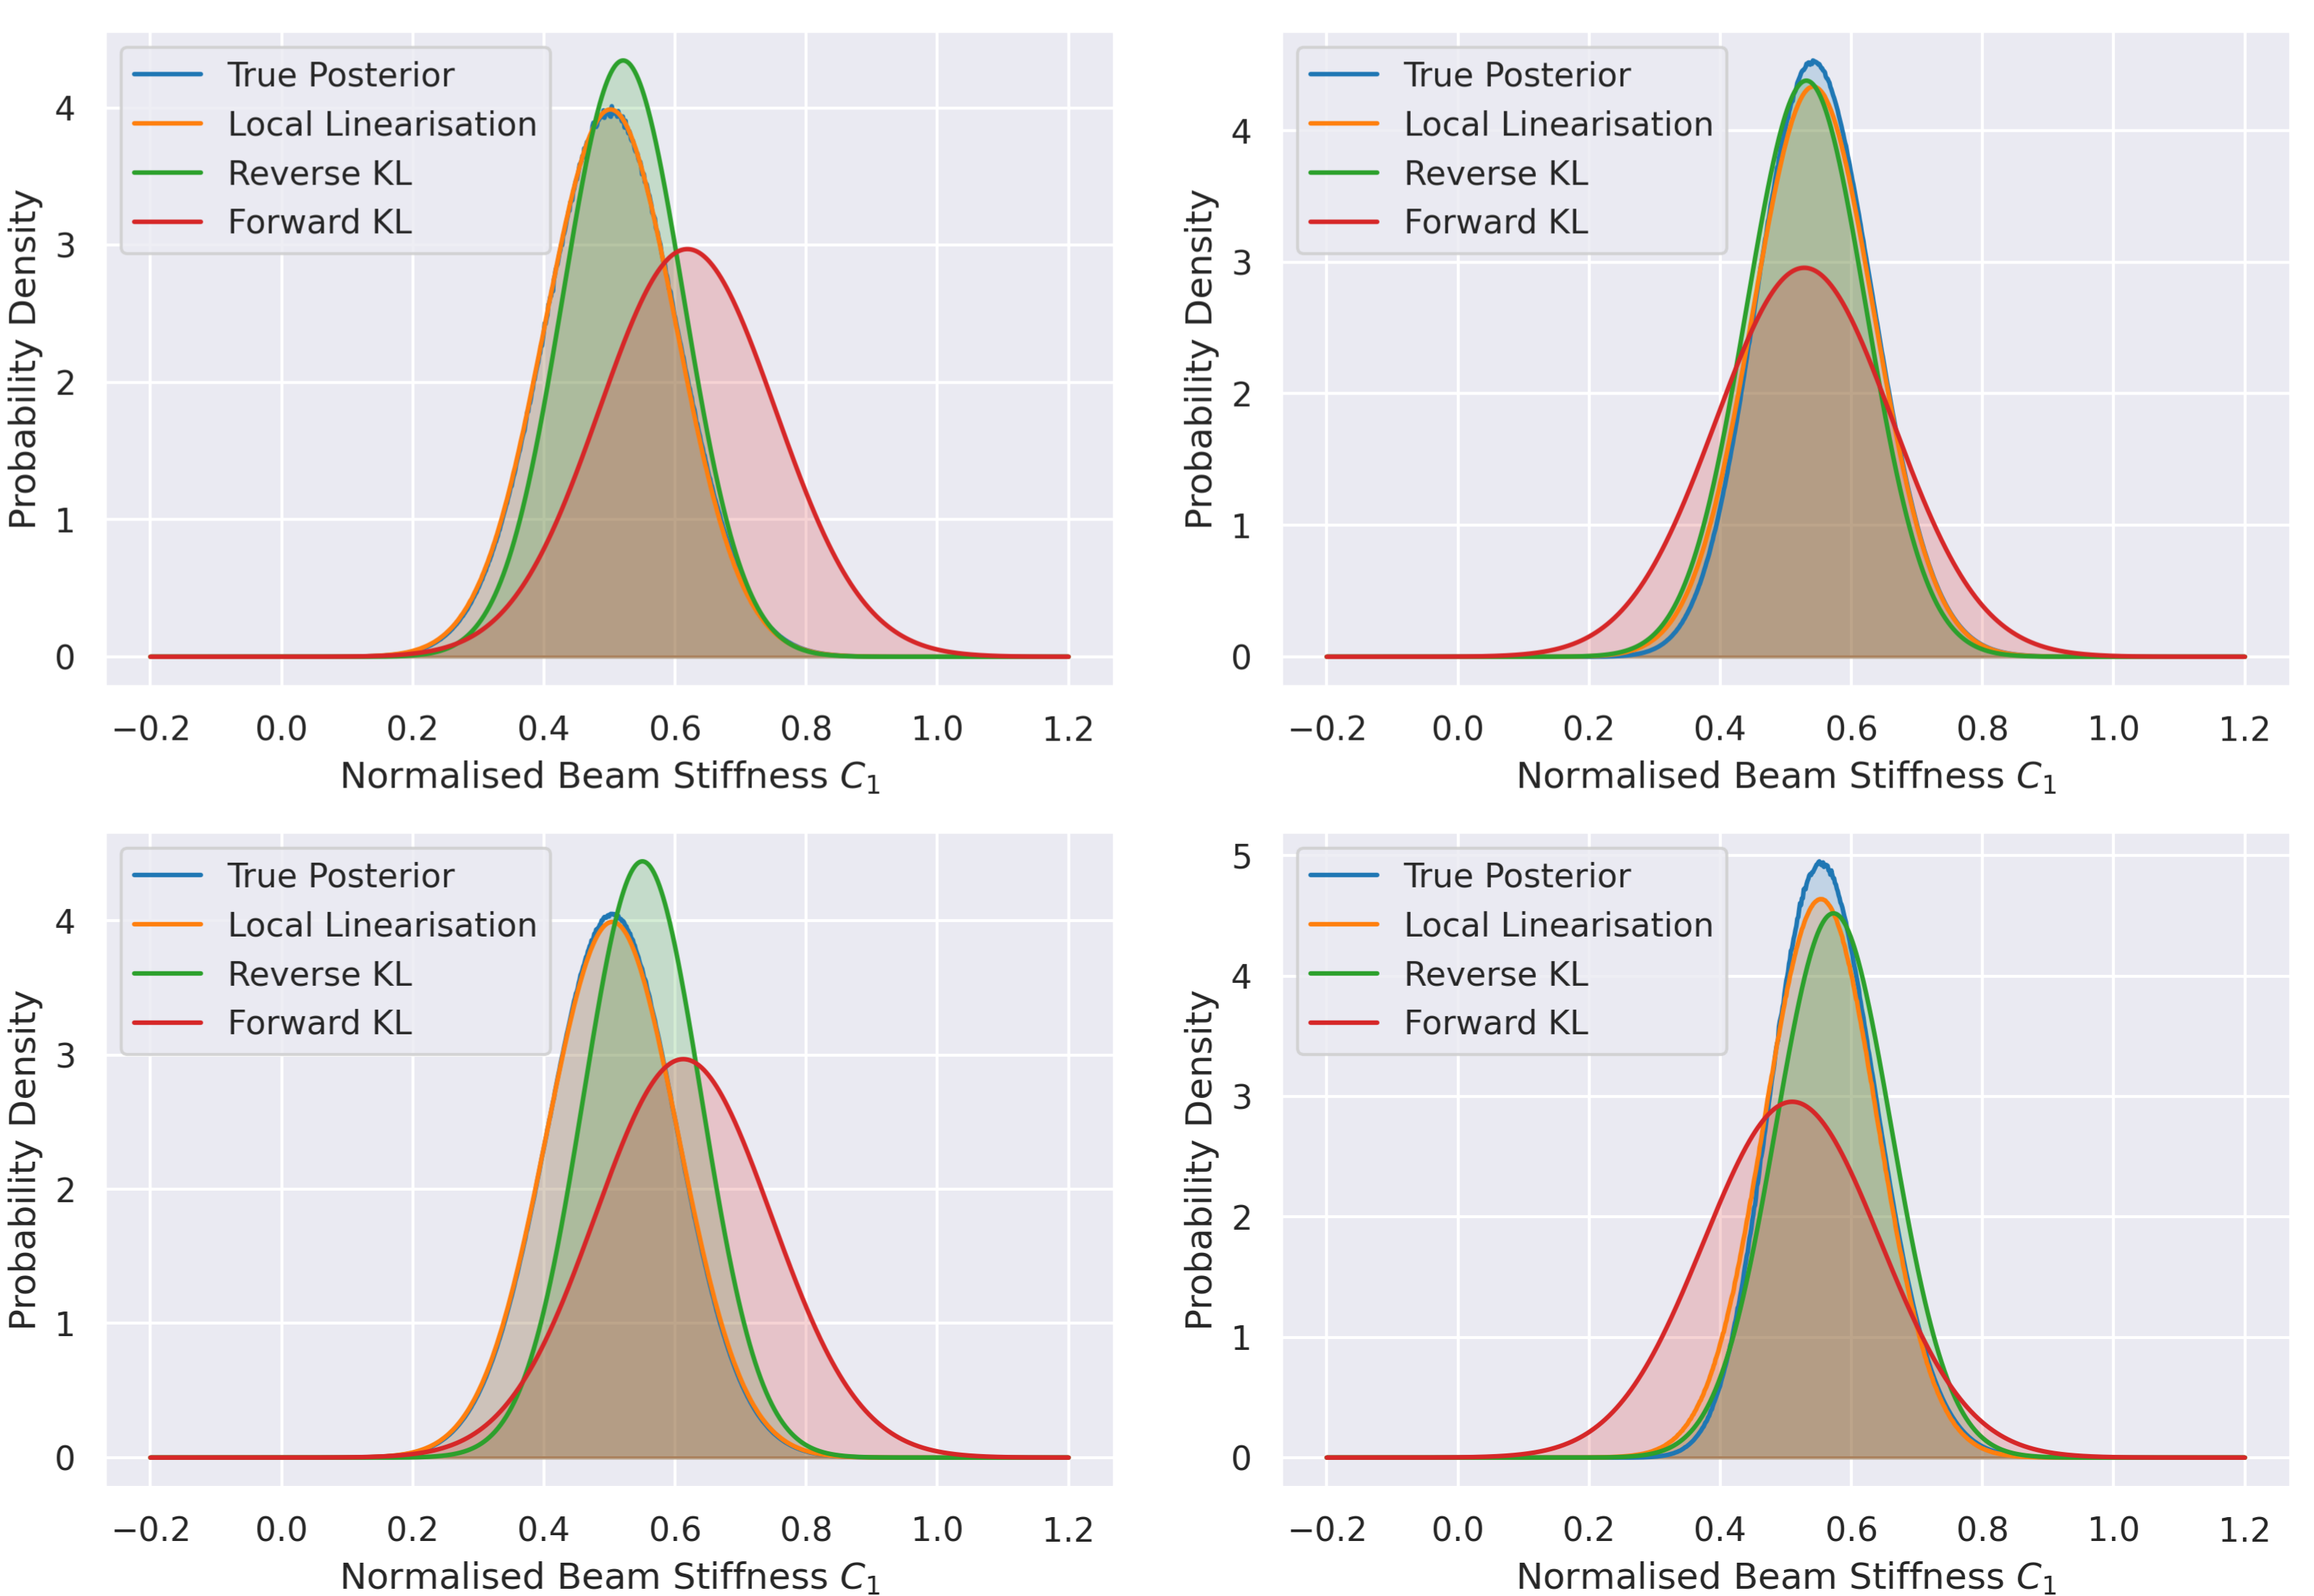 True Posterior
Local Linearisation
Reverse KL
Forward KL
Probability Density
4
3
2
1
0
−0.2 0.0 0.2 0.4 0.6 0.8 1.0 1.2
Normalised Beam Stiffness C₁
True Posterior
Local Linearisation
Reverse KL
Forward KL
Probability Density
4
3
2
1
0
−0.2 0.0 0.2 0.4 0.6 0.8 1.0 1.2
Normalised Beam Stiffness C₁
True Posterior
Local Linearisation
Reverse KL
Forward KL
Probability Density
4
3
2
1
0
−0.2 0.0 0.2 0.4 0.6 0.8 1.0 1.2
Normalised Beam Stiffness C₁
True Posterior
Local Linearisation
Reverse KL
Forward KL
Probability Density
5
4
3
2
1
0
−0.2 0.0 0.2 0.4 0.6 0.8 1.0 1.2
Normalised Beam Stiffness C₁